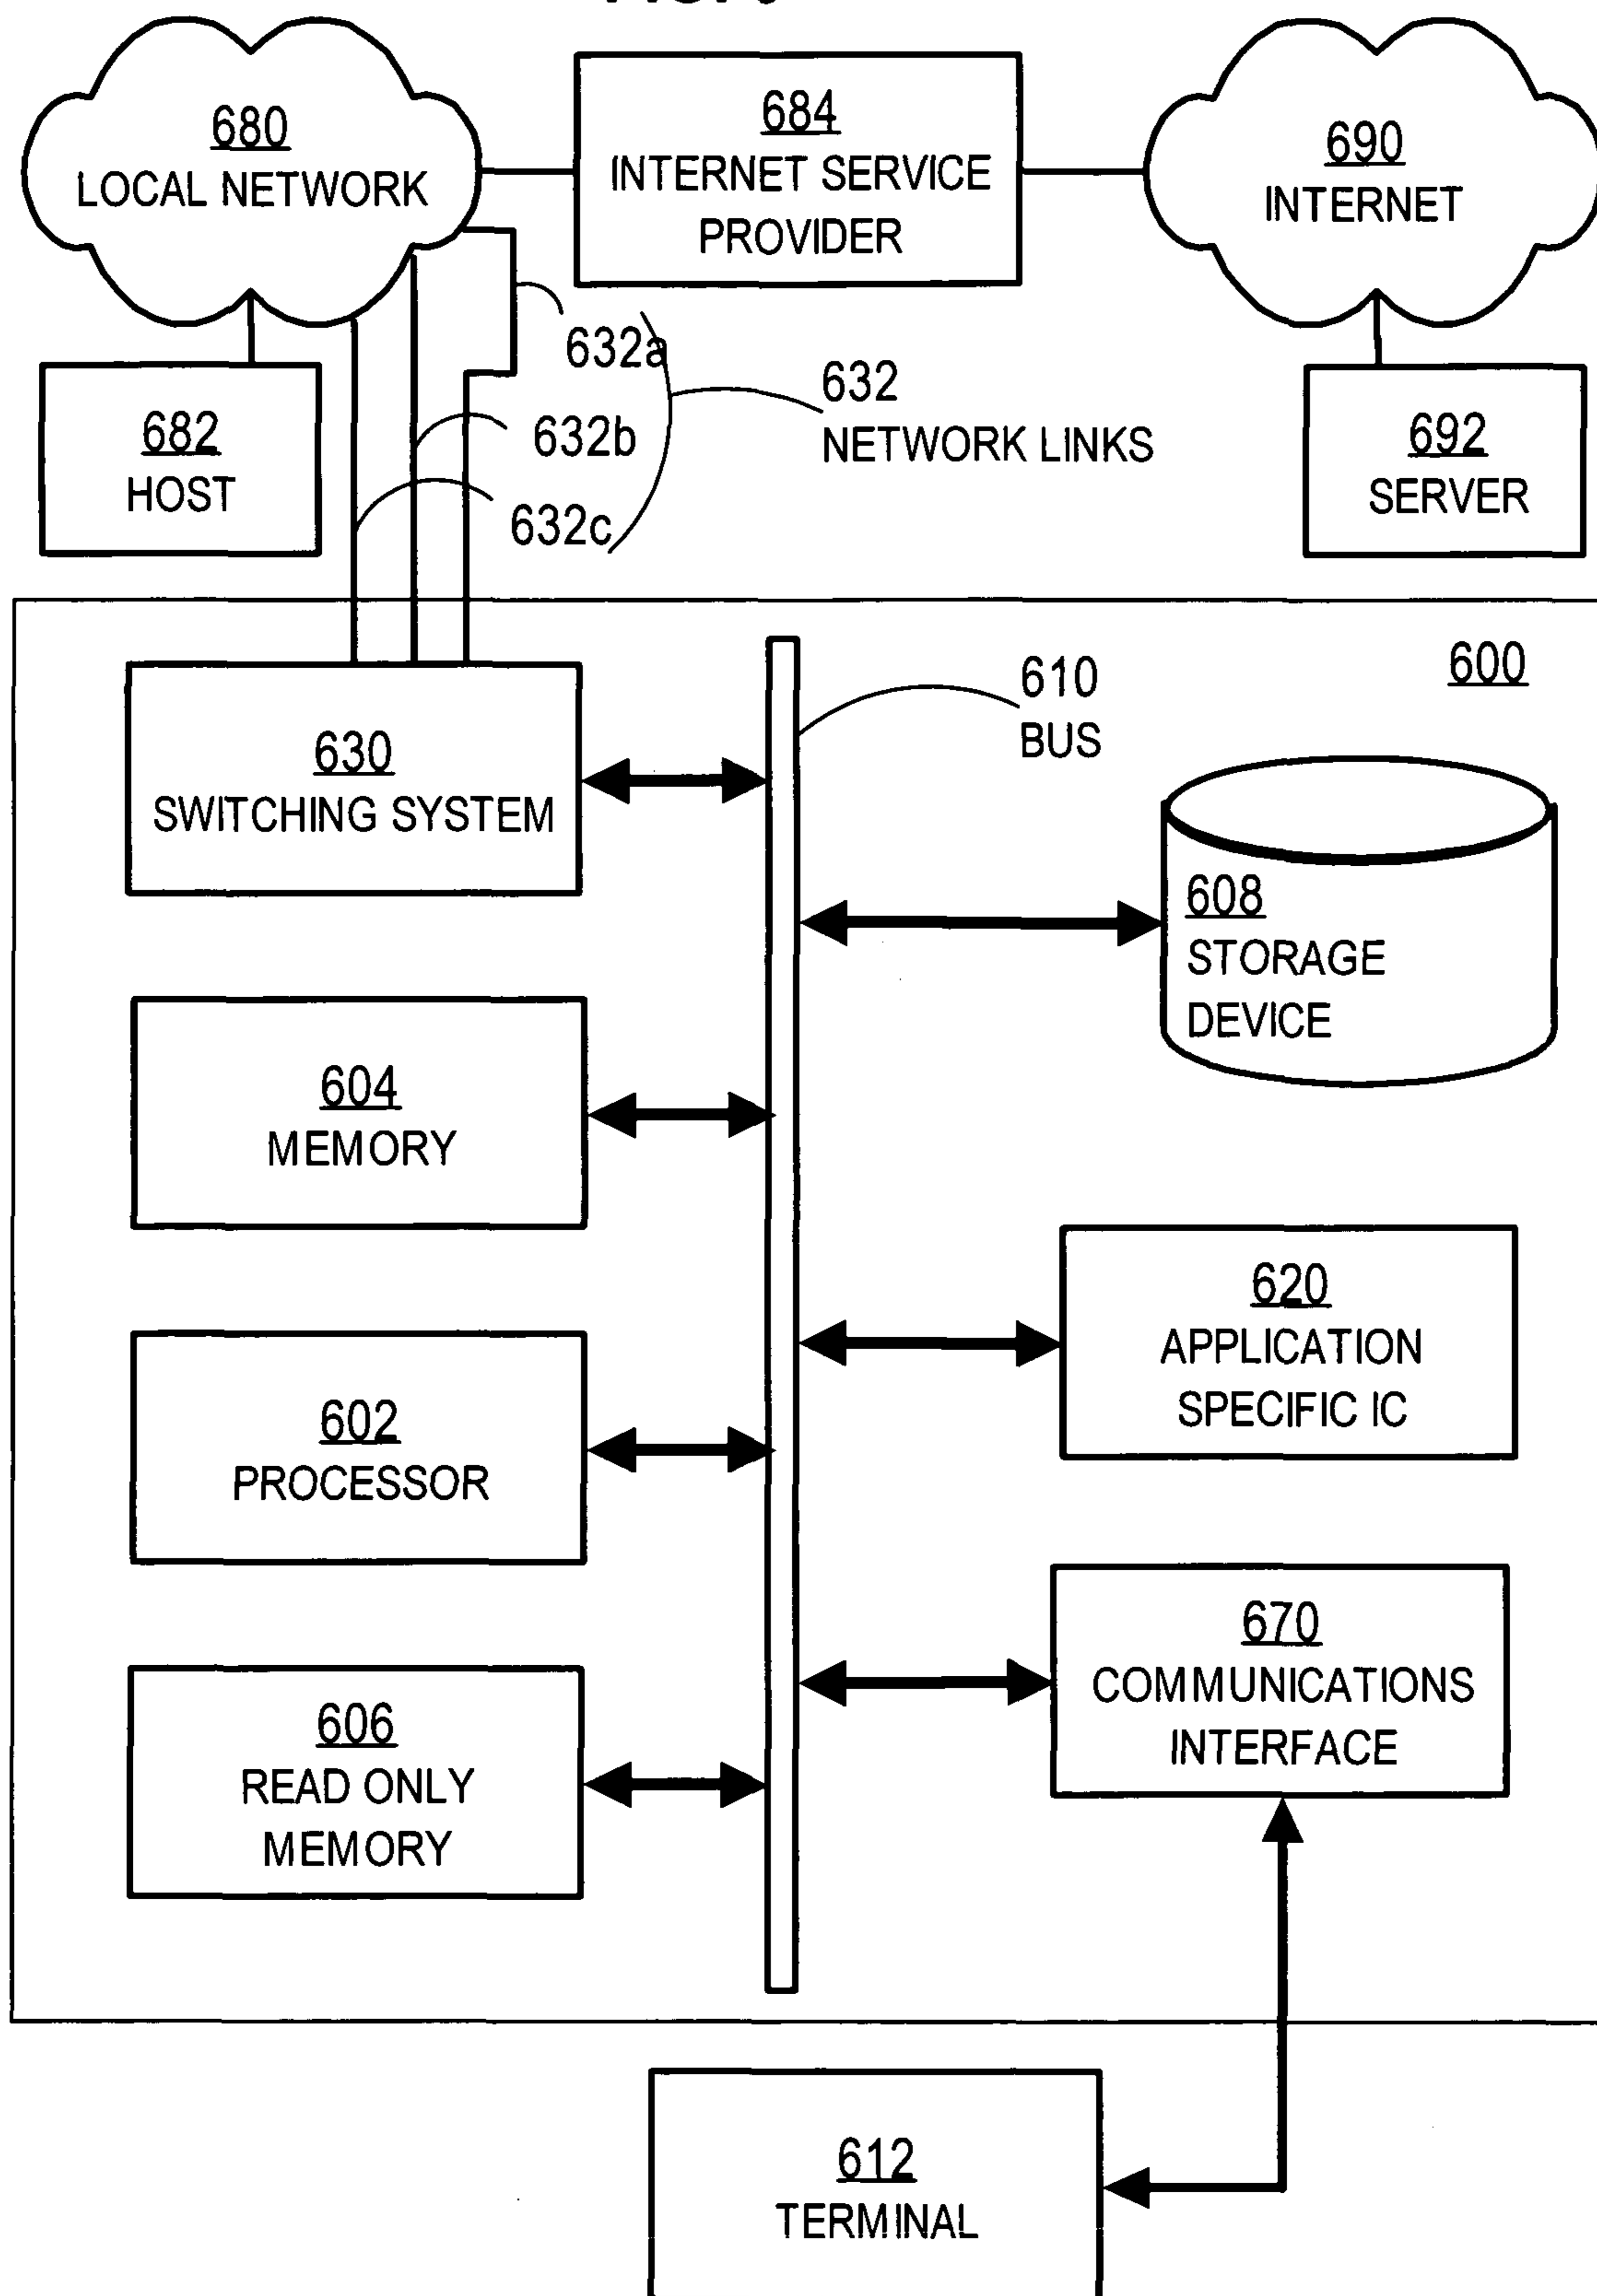 680
LOCAL NETWORK
684
INTERNET SERVICE
PROVIDER
690
INTERNET
632a
632
NETWORK LINKS
632b
632c
682
HOST
692
SERVER
600
610
BUS
630
SWITCHING SYSTEM
608
STORAGE
DEVICE
604
MEMORY
620
APPLICATION
SPECIFIC IC
602
PROCESSOR
670
COMMUNICATIONS
INTERFACE
606
READ ONLY
MEMORY
612
TERMINAL